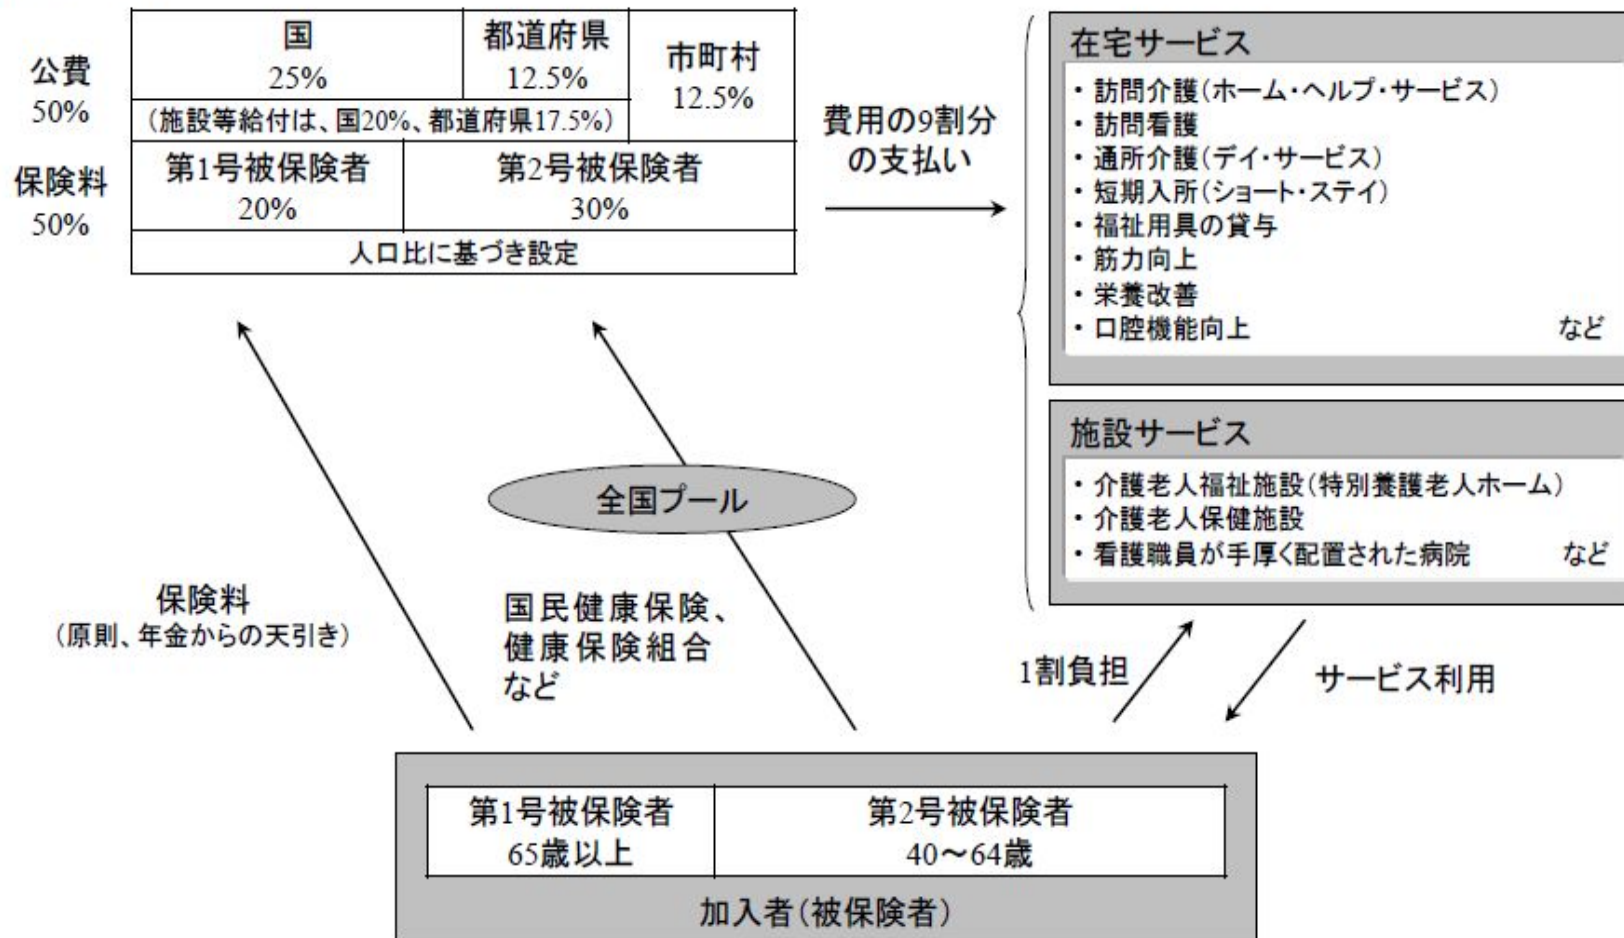 公費
50%
国
25%
都道府県
12.5%
市町村
12.5%
(施設等給付は、国20%、都道府県17.5%)
保険料
50%
第1号被保険者
20%
第2号被保険者
30%
人口比に基づき設定
費用の9割分
の支払い
在宅サービス
・訪問介護(ホーム・ヘルプ・サービス)
・訪問看護
・通所介護(デイ・サービス)
・短期入所(ショート・ステイ)
・福祉用具の貸与
・筋力向上
・栄養改善
・口腔機能向上 など
施設サービス
・介護老人福祉施設(特別養護老人ホーム)
・介護老人保健施設
・看護職員が手厚く配置された病院 など
全国プール
保険料
(原則、年金からの天引き)
国民健康保険、
健康保険組合
など
1割負担
サービス利用
第1号被保険者
65歳以上
第2号被保険者
40～64歳
加入者(被保険者)